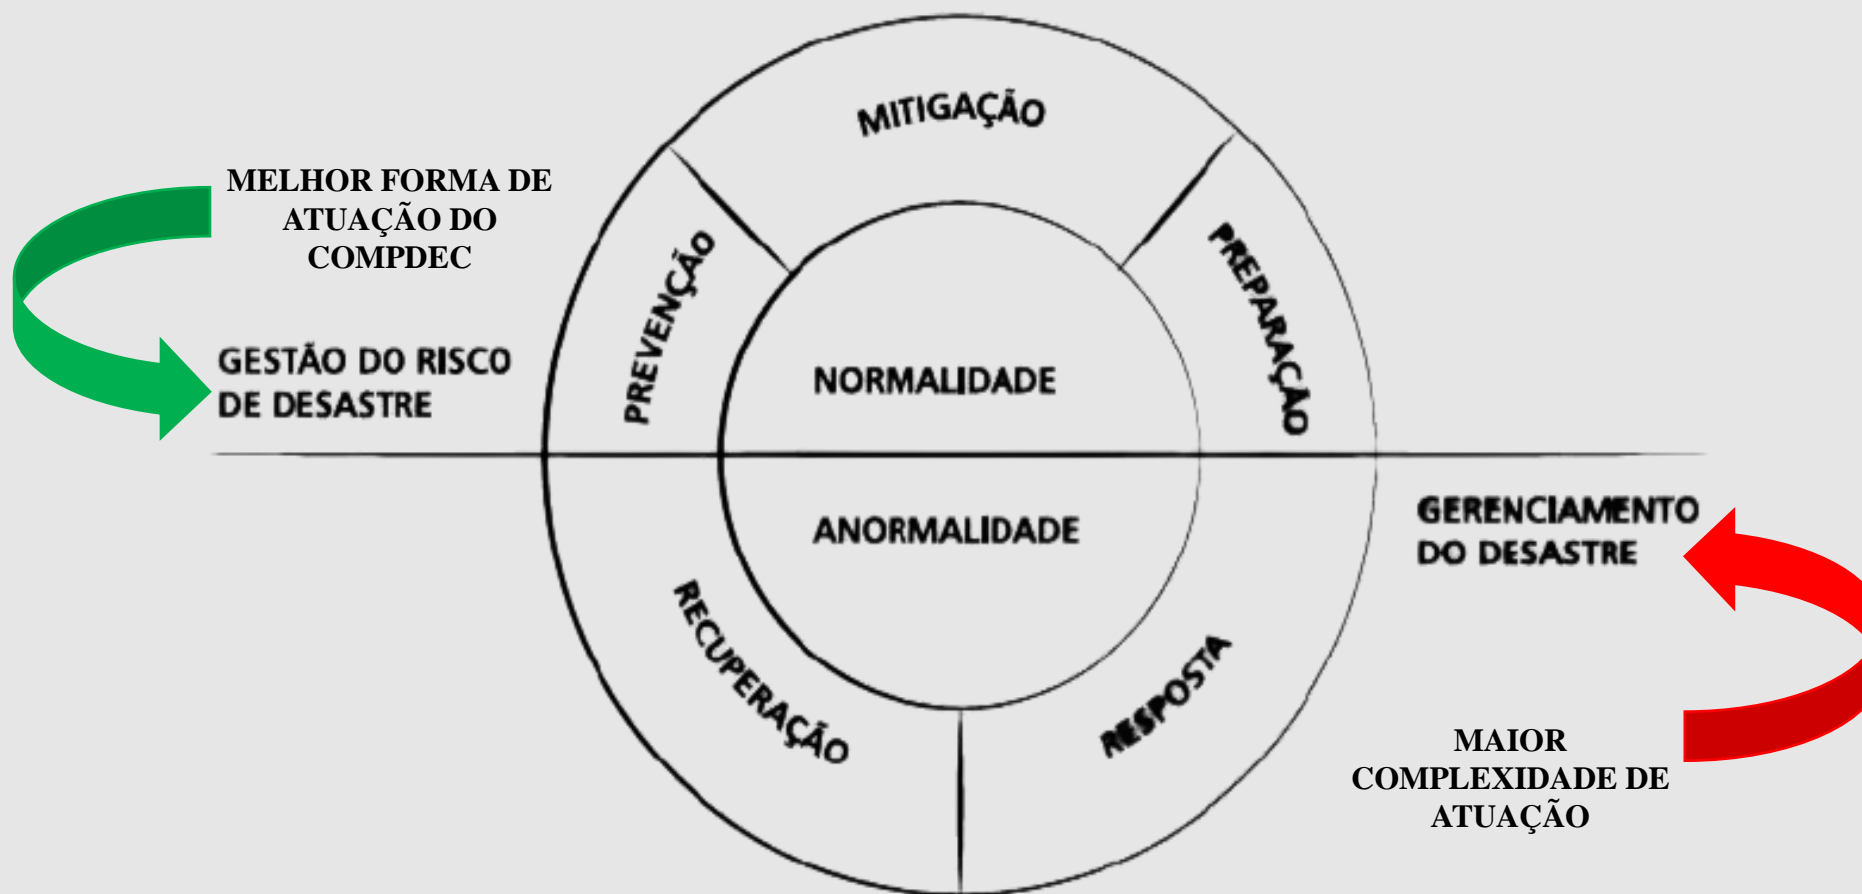 MITIGAÇÃO
MELHOR FORMA DE
ATUAÇÃO DO
COMPDEC
PREVENÇÃO
PREPARAÇÃO
GESTÃO DO RISCO
DE DESASTRE
NORMALIDADE
ANORMALIDADE
GERENCIAMENTO
DO DESASTRE
RECUPERAÇÃO
RESPOSTA
MAIOR
COMPLEXIDADE DE
ATUAÇÃO